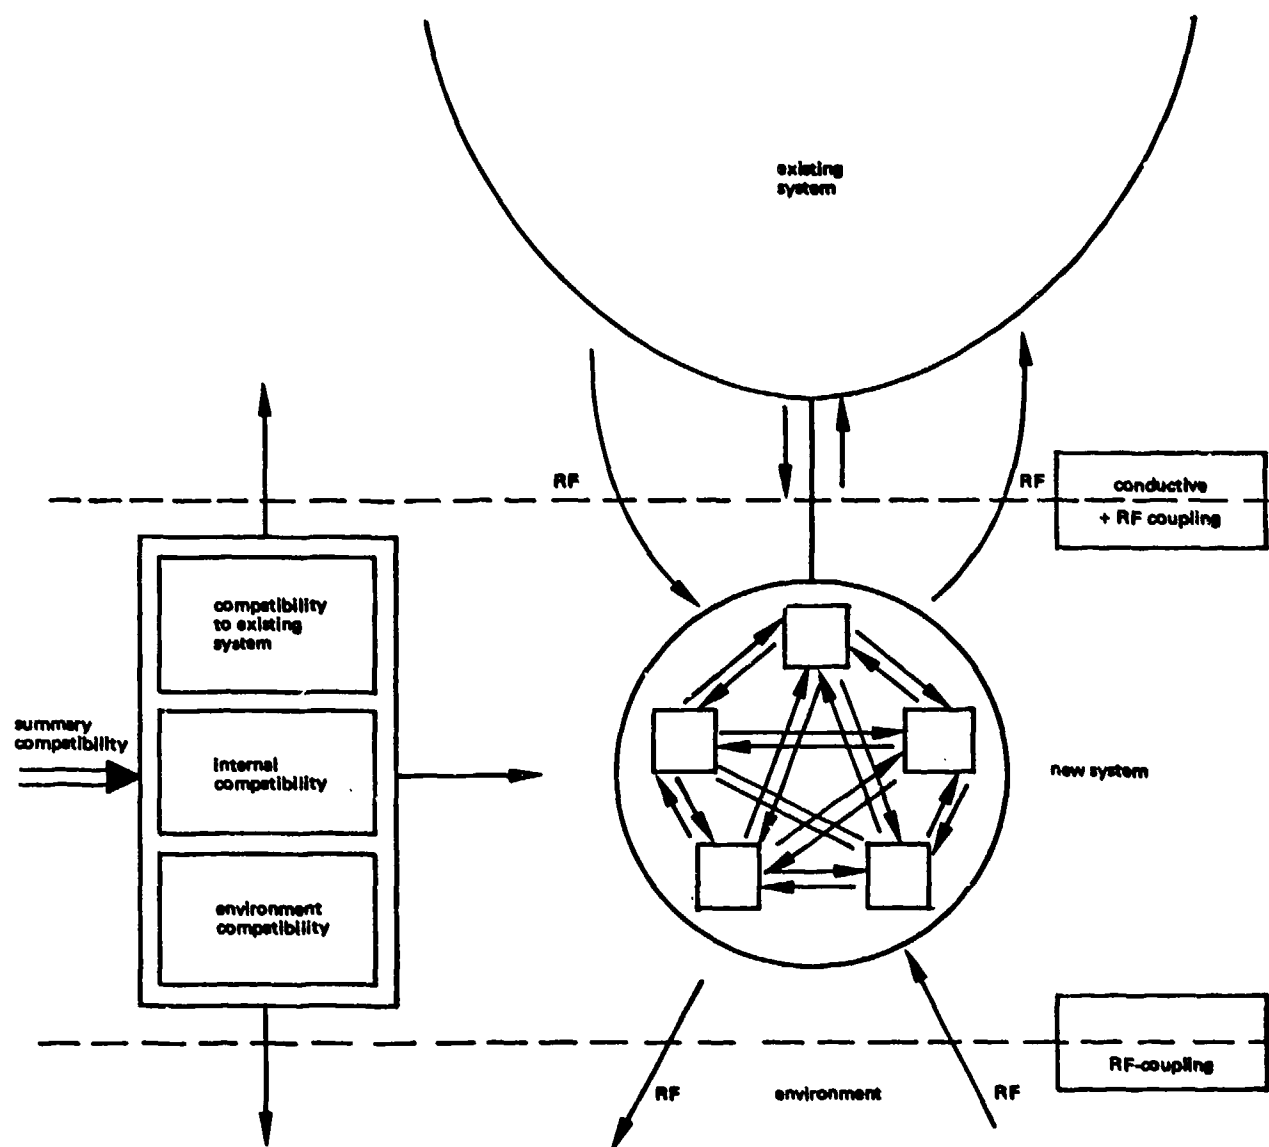 existing
system
RF
RF
conductive
+ RF coupling
compatibility
to existing
system
summary
compatibility
internal
compatibility
new system
environment
compatibility
RF-coupling
RF
environment
RF